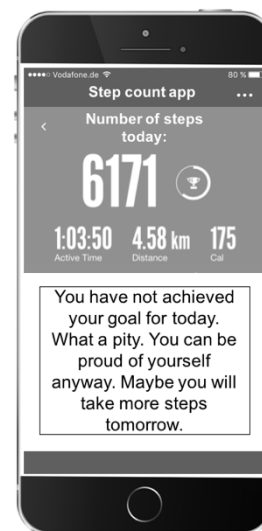 Vodafone.de 80 %
Step count app
Number of steps
today:
6171
1:03:50 4.58 km 175
Active Time Distance Cal
You have not achieved
your goal for today.
What a pity. You can be
proud of yourself
anyway. Maybe you will
take more steps
tomorrow.